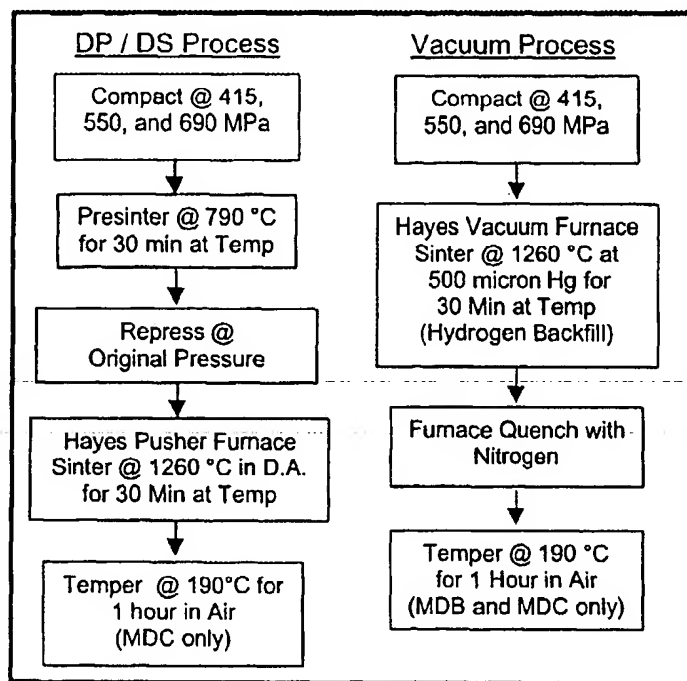 DP / DS Process
Compact @ 415,
550, and 690 MPa
Presinter @ 790 °C
for 30 min at Temp
Repress @
Original Pressure
Hayes Pusher Furnace
Sinter @ 1260 °C in D.A.
for 30 Min at Temp
Temper @ 190°C for
1 hour in Air
(MDC only)
Vacuum Process
Compact @ 415,
550, and 690 MPa
Hayes Vacuum Furnace
Sinter @ 1260 °C at
500 micron Hg for
30 Min at Temp
(Hydrogen Backfill)
Furnace Quench with
Nitrogen
Temper @ 190 °C
for 1 Hour in Air
(MDB and MDC only)